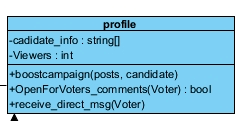 profile
-cadidate_info : string[]
-Viewers : int
+boostcampaign(posts, candidate)
+OpenForVoters_comments(Voter) : bool
+receive_direct_msg(Voter)